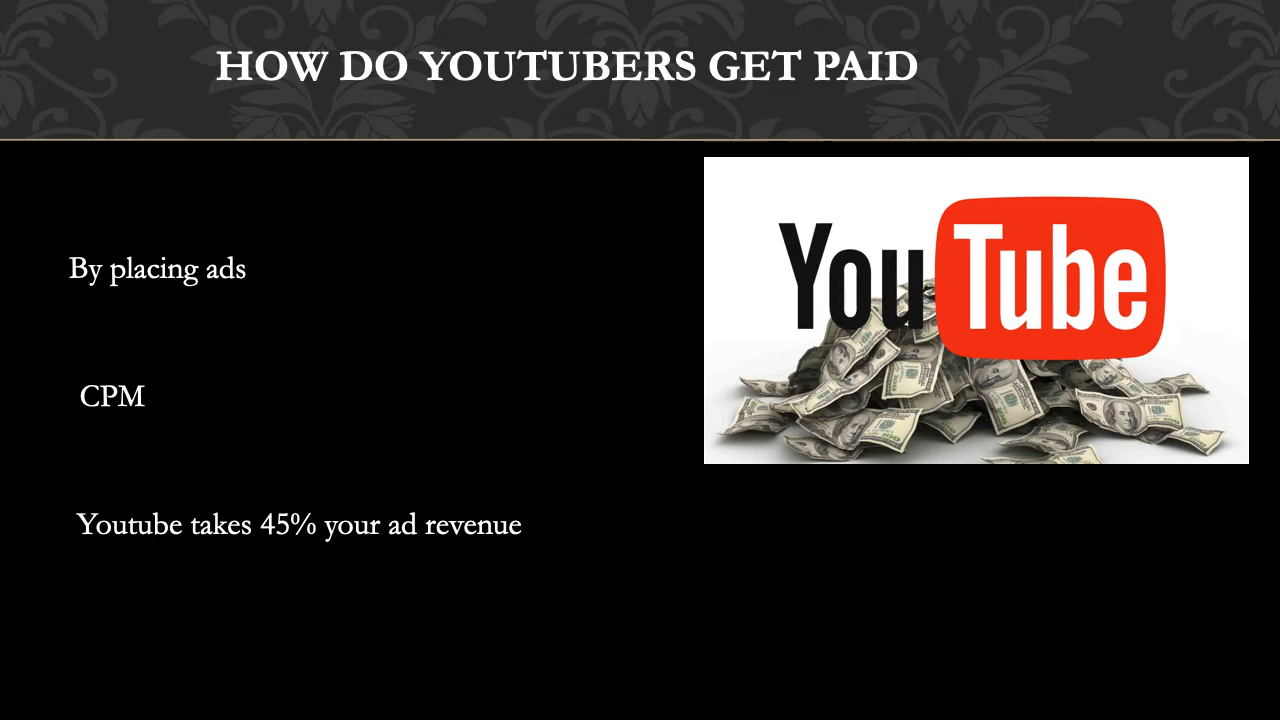 HOW DO YOUTUBERS GET PAID
By placing ads
CPM
Youtube takes 45% your ad revenue
YouTube